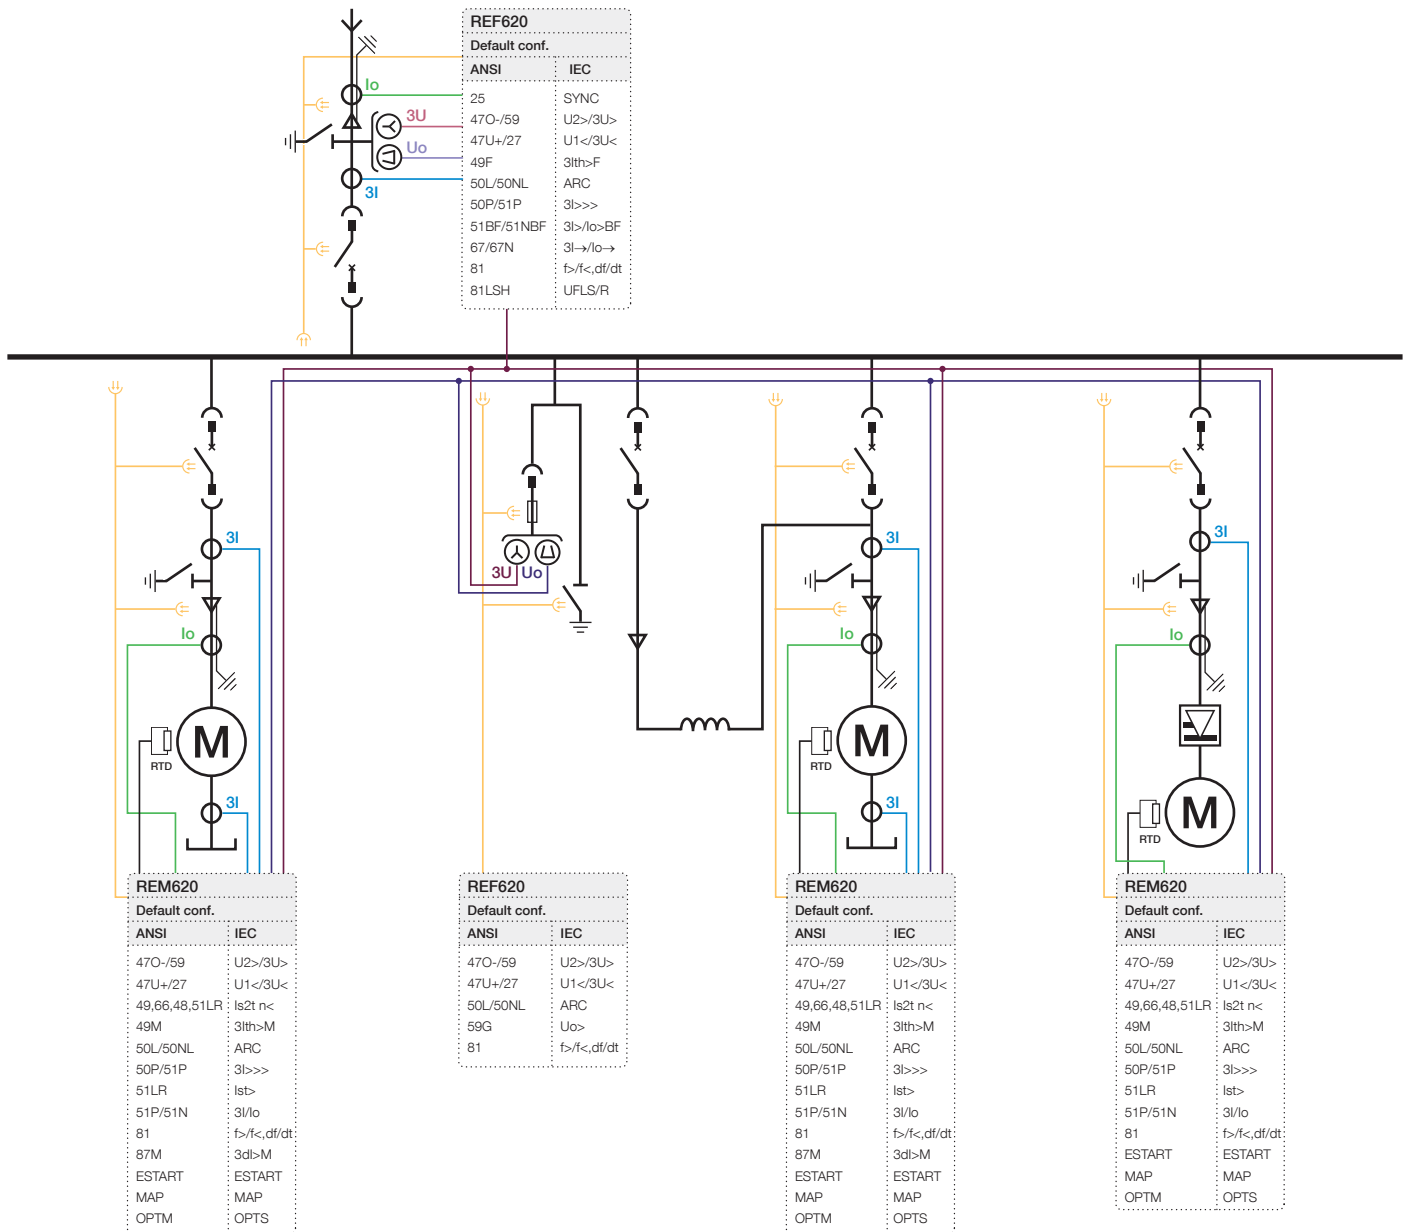 REF620
Default conf.
ANSI IEC
25 SYNC
47O-/59 U2>/3U>
47U+/27 U1</3U<
49F 3Ith>F
50L/50NL ARC
50P/51P 3I>>>
51BF/51NBF 3I>/Io>BF
67/67N 3I→/Io→
81 f>/f<,df/dt
81LSH UFLS/R
Io
3U
Uo
3I
3I
Io
M
RTD
3I
3U Uo
3I
Io
M
RTD
3I
3I
Io
M
RTD
REM620
Default conf.
ANSI IEC
47O-/59 U2>/3U>
47U+/27 U1</3U<
49,66,48,51LR Is2t n<
49M 3Ith>M
50L/50NL ARC
50P/51P 3I>>>
51LR Ist>
51P/51N 3I/Io
81 f>/f<,df/dt
87M 3dI>M
ESTART ESTART
MAP MAP
OPTM OPTS
REF620
Default conf.
ANSI IEC
47O-/59 U2>/3U>
47U+/27 U1</3U<
50L/50NL ARC
59G Uo>
81 f>/f<,df/dt
REM620
Default conf.
ANSI IEC
47O-/59 U2>/3U>
47U+/27 U1</3U<
49,66,48,51LR Is2t n<
49M 3Ith>M
50L/50NL ARC
50P/51P 3I>>>
51LR Ist>
51P/51N 3I/Io
81 f>/f<,df/dt
87M 3dI>M
ESTART ESTART
MAP MAP
OPTM OPTS
REM620
Default conf.
ANSI IEC
47O-/59 U2>/3U>
47U+/27 U1</3U<
49,66,48,51LR Is2t n<
49M 3Ith>M
50L/50NL ARC
50P/51P 3I>>>
51LR Ist>
51P/51N 3I/Io
81 f>/f<,df/dt
ESTART ESTART
MAP MAP
OPTM OPTS